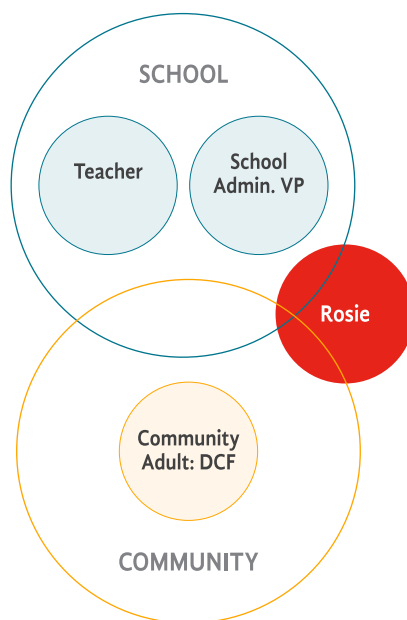 SCHOOL
Teacher
School
Admin. VP
Rosie
Community
Adult: DCF
COMMUNITY